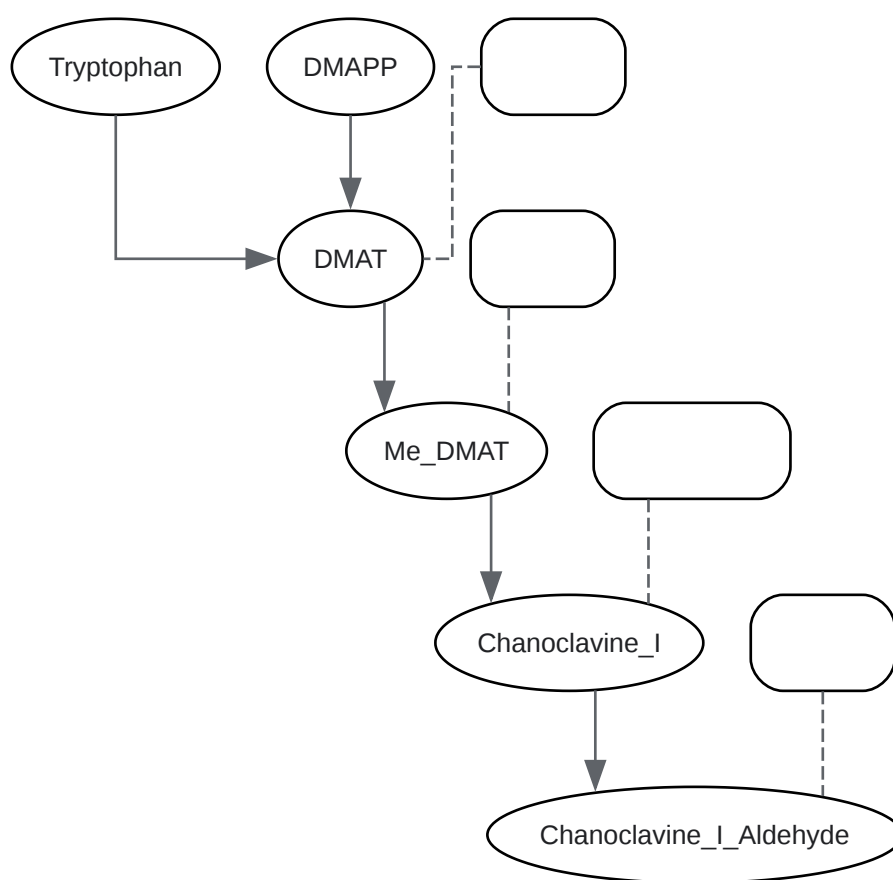 Tryptophan
DMAPP
DMAT
Me_DMAT
Chanoclavine_I
Chanoclavine_I_Aldehyde